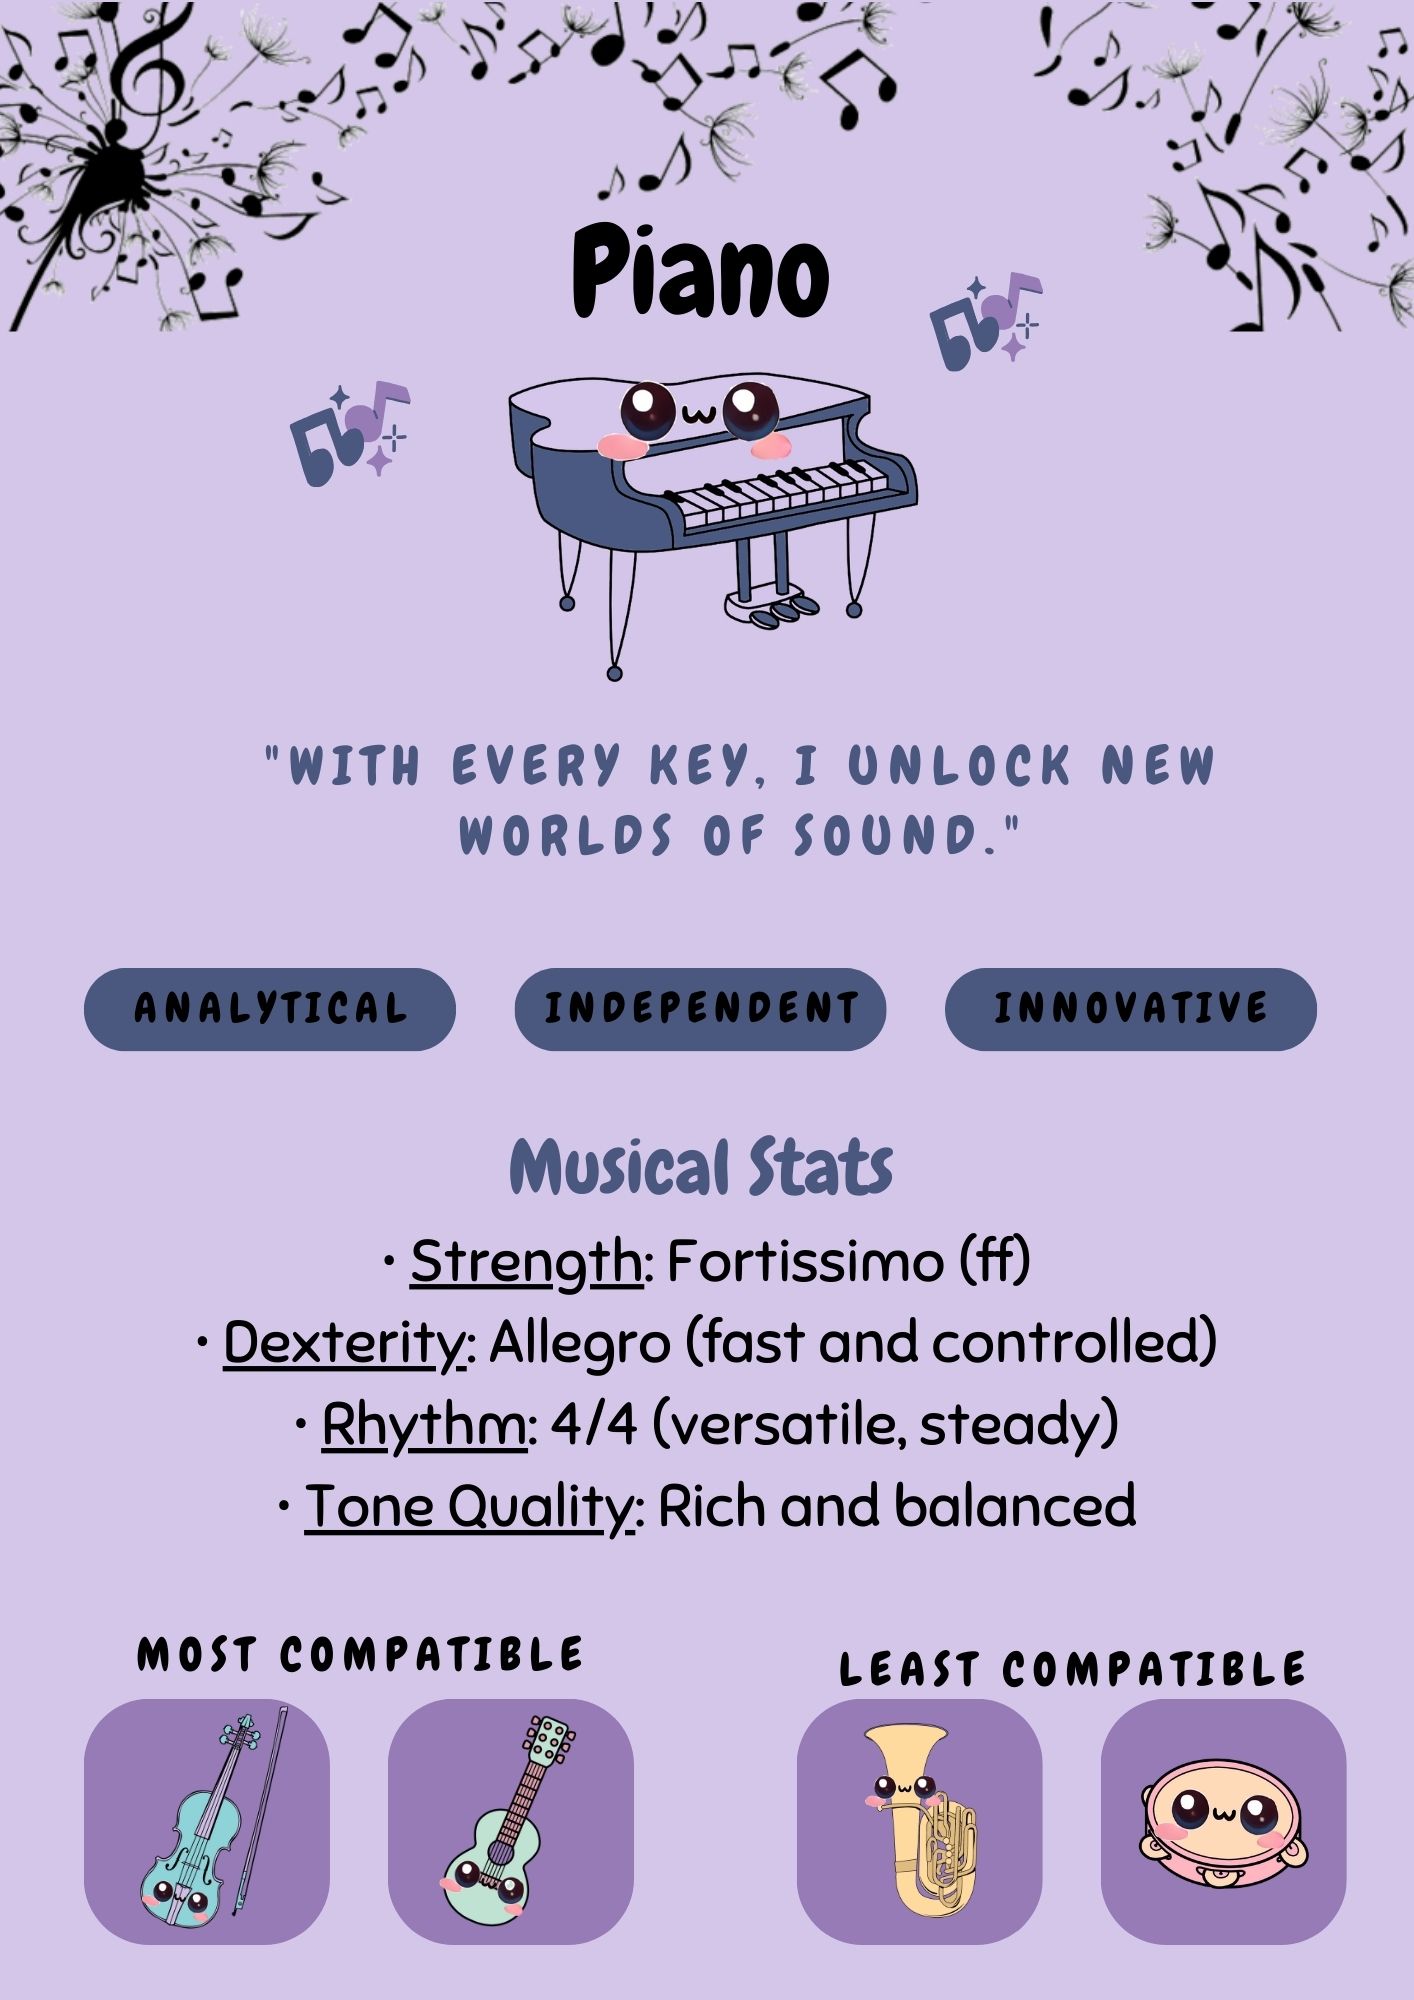 Piano
"WITH EVERY KEY, I UNLOCK NEW
WORLDS OF SOUND."
ANALYTICAL
INDEPENDENT
INNOVATIVE
Musical Stats
• Strength: Fortissimo (ff)
• Dexterity: Allegro (fast and controlled)
• Rhythm: 4/4 (versatile, steady)
• Tone Quality: Rich and balanced
MOST COMPATIBLE
LEAST COMPATIBLE